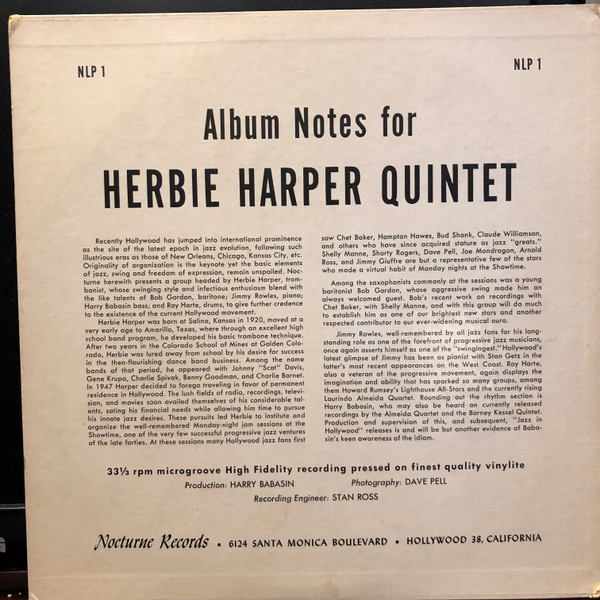 NLP 1
NLP 1
Album Notes for
HERBIE HARPER QUINTET
Recently Hollywood has jumped into international prominence
as the site of the latest epoch in jazz evolution, following such
illustrious eras as those of New Orleans, Chicago, Kansas City, etc.
Originality of organization is the keynote yet the basic elements
of jazz, swing and freedom of expression, remain unspoiled. Noc-
turne herewith presents a group headed by Herbie Harper, trom-
bonist, whose swinging style and infectious enthusiasm blend with
the like talents of Bob Gordon, baritone; Jimmy Rowles, piano;
Harry Babasin bass; and Roy Harte, drums, to give further credence
to the existence of the current Hollywood movement.
Herbie Harper was born at Salina, Kansas in 1920, moved at a
very early age to Amarillo, Texas, where through an excellent high
school band program, he developed his basic trombone technique.
After two years in the Colorado School of Mines at Golden Colo-
rado, Herbie was lured away from school by his desire for success
in the then-flourishing dance band business. Among the name
bands of that period, he appeared with Johnny "Scat" Davis,
Gene Krupa, Charlie Spivak, Benny Goodman, and Charlie Barnet.
In 1947 Harper decided to forego traveling in favor of permanent
residence in Hollywood. The lush fields of radio, recordings, televi-
sion, and movies soon availed themselves of his considerable tal-
ents, sating his financial needs while allowing him time to pursue
his innate jazz desires. These pursuits led Herbie to institute and
organize the well-remembered Monday-night jam sessions at the
Showtime, one of the very few successful progressive jazz ventures
of the late forties. At these sessions many Hollywood jazz fans first
saw Chet Baker, Hampton Hawes, Bud Shank, Claude Williamson,
and others who have since acquired stature as jazz "greats."
Shelly Manne, Shorty Rogers, Dave Pell, Joe Mondragon, Arnold
Ross, and Jimmy Giuffre are but a representative few of the stars
who made a virtual habit of Monday nights at the Showtime.
Among the saxophonists commonly at the sessions was a young
baritonist Bob Gordon, whose aggressive swing made him an
always welcomed guest. Bob's recent work on recordings with
Chet Baker, with Shelly Manne, and with this group will do much
to establish him as one of our brightest new stars and another
respected contributor to our ever-widening musical aura.
Jimmy Rowles, well-remembered by all jazz fans for his long-
standing role as one of the forefront of progressive jazz musicians,
once again asserts himself as one of the "swingingest." Hollywood's
latest glimpse of Jimmy has been as pianist with Stan Getz in the
latter's most recent appearances on the West Coast. Roy Harte,
also a veteran of the progressive movement, again displays the
imagination and ability that has sparked so many groups, among
them Howard Rumsey's Lighthouse All-Stars and the currently rising
Laurindo Almeida Quartet. Rounding out the rhythm section is
Harry Babasin, who may also be heard on currently released
recordings by the Almeida Quartet and the Barney Kessel Quintet.
Production and supervision of this, and subsequent, "Jazz in
Hollywood" releases is and will be but another evidence of Baba-
sin's keen awareness of the idiom.
33⅓ rpm microgroove High Fidelity recording pressed on finest quality vinylite
Production: HARRY BABASIN Photography: DAVE PELL
Recording Engineer: STAN ROSS
Nocturne Records • 6124 SANTA MONICA BOULEVARD • HOLLYWOOD 38, CALIFORNIA